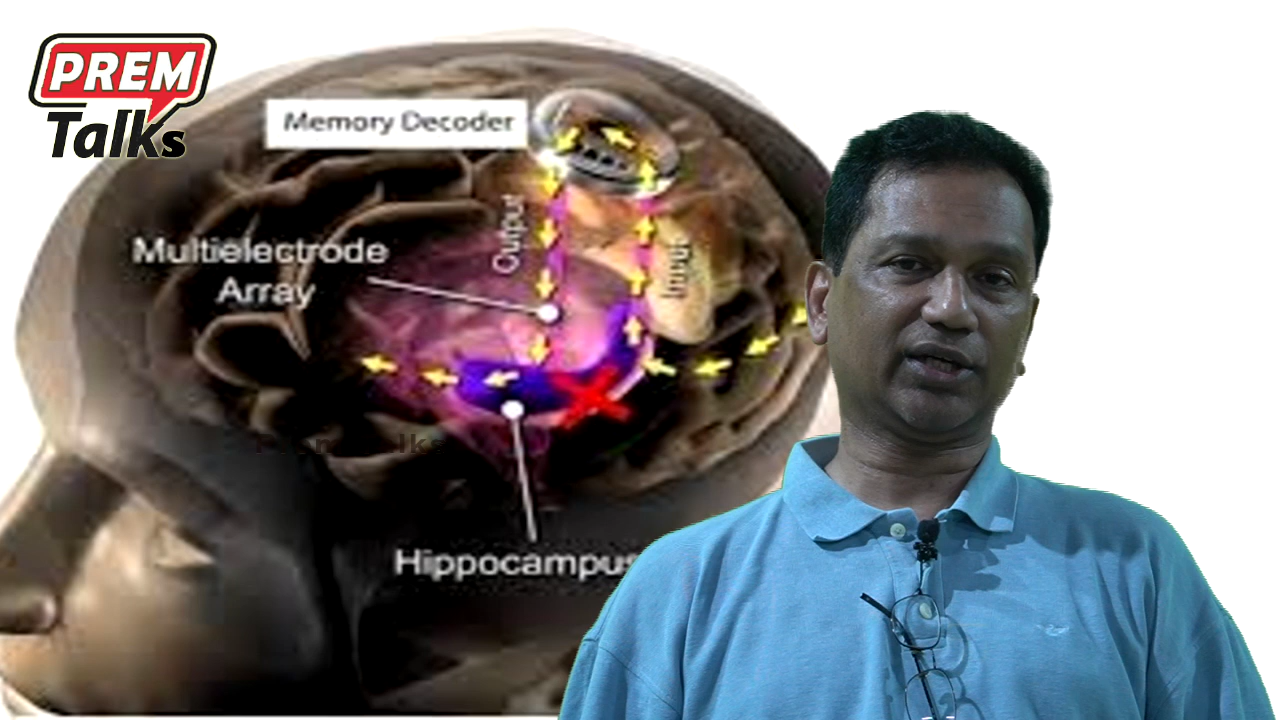 PREM
Talks
Memory Decoder
Output
Input
Multielectrode
Array
Hippocampus